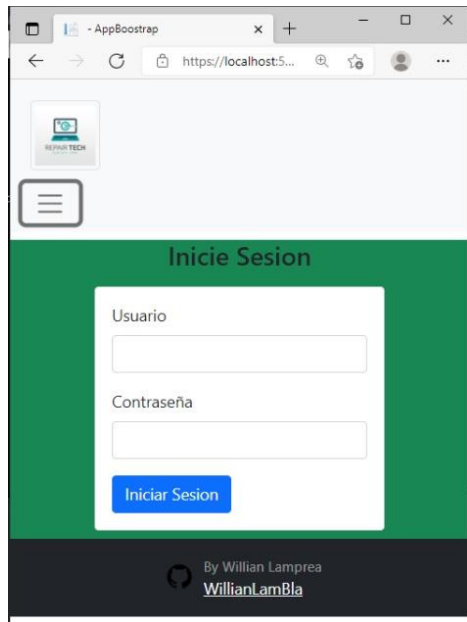 - AppBoostrap
https://localhost:5...
REPAIR TECH
Inicie Sesion
Usuario
Contraseña
Iniciar Sesion
By Willian Lamprea
WillianLamBla